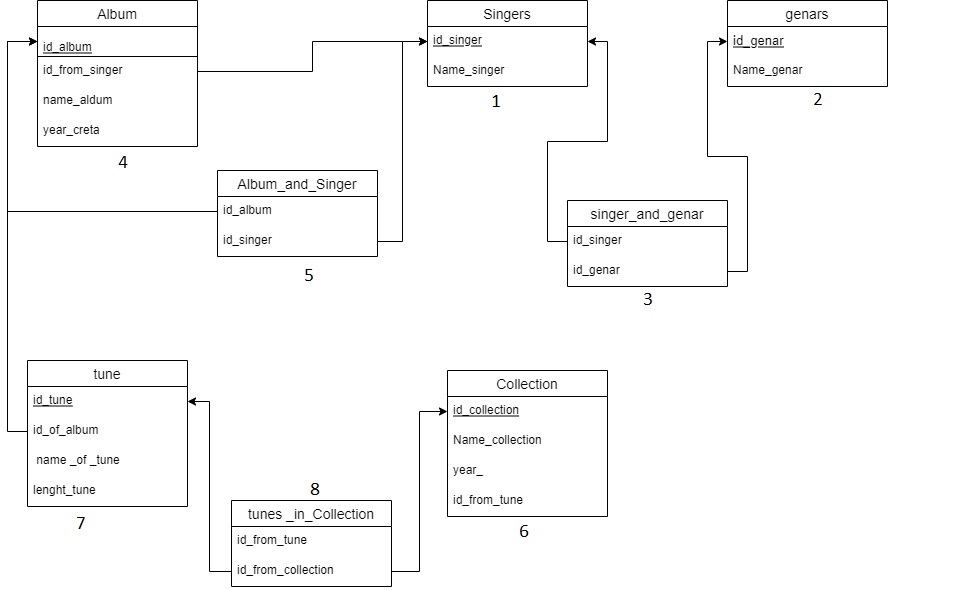 Album
id_album
id_from_singer
name_aldum
year_creta
4
Singers
id_singer
Name_singer
1
genars
id_genar
Name_genar
2
Album_and_Singer
id_album
id_singer
5
singer_and_genar
id_singer
id_genar
3
tune
id_tune
id_of_album
name _of _tune
lenght_tune
7
Collection
id_collection
Name_collection
year_
id_from_tune
6
8
tunes _in_Collection
id_from_tune
id_from_collection